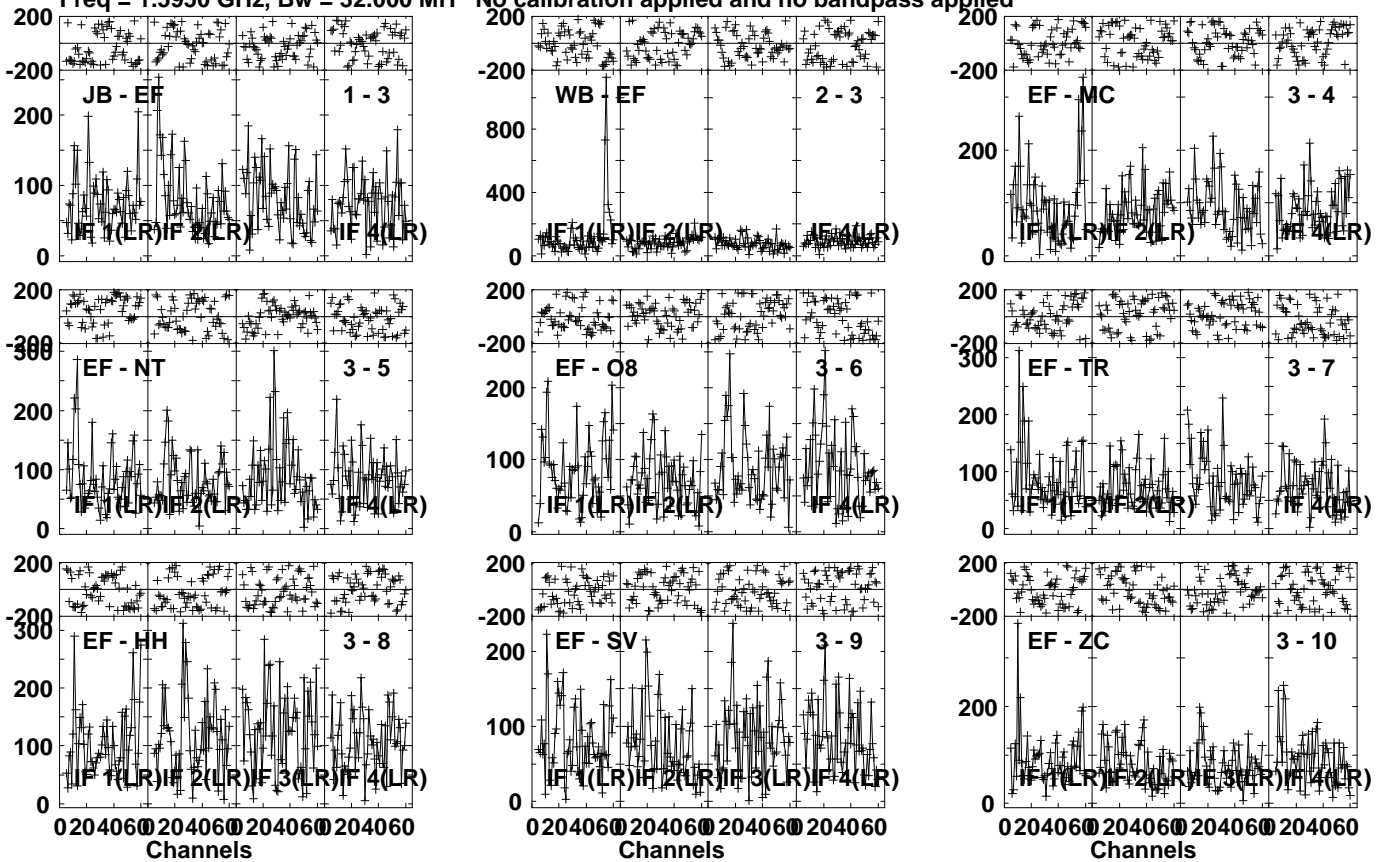 Freq = 1.5950 GHz, Bw = 32.000 MH No calibration applied and no bandpass applied
200
-200
JB - EF 1 - 3
200
100
0
IF 1(LR) IF 2(LR) IF 4(LR)
WB - EF 2 - 3
800
400
0
IF 1(LR) IF 2(LR) IF 4(LR)
200
-200
EF - MC 3 - 4
200
0
IF 1(LR) IF 2(LR) IF 4(LR)
200
-200
300
EF - NT 3 - 5
200
100
0
IF 1(LR) IF 2(LR) IF 4(LR)
EF - O8 3 - 6
200
100
0
IF 1(LR) IF 2(LR) IF 4(LR)
200
-200
300
EF - TR 3 - 7
200
100
0
IF 1(LR) IF 2(LR) IF 4(LR)
200
-200
300
EF - HH 3 - 8
200
100
0
IF 1(LR) IF 2(LR) IF 3(LR) IF 4(LR)
EF - SV 3 - 9
200
100
0
IF 1(LR) IF 2(LR) IF 3(LR) IF 4(LR)
200
-200
EF - ZC 3 - 10
200
0
IF 1(LR) IF 2(LR) IF 3(LR) IF 4(LR)
0 20 40 60 0 20 40 60 0 20 40 60 0 20 40 60
Channels
0 20 40 60 0 20 40 60 0 20 40 60 0 20 40 60
Channels
0 20 40 60 0 20 40 60 0 20 40 60 0 20 40 60
Channels